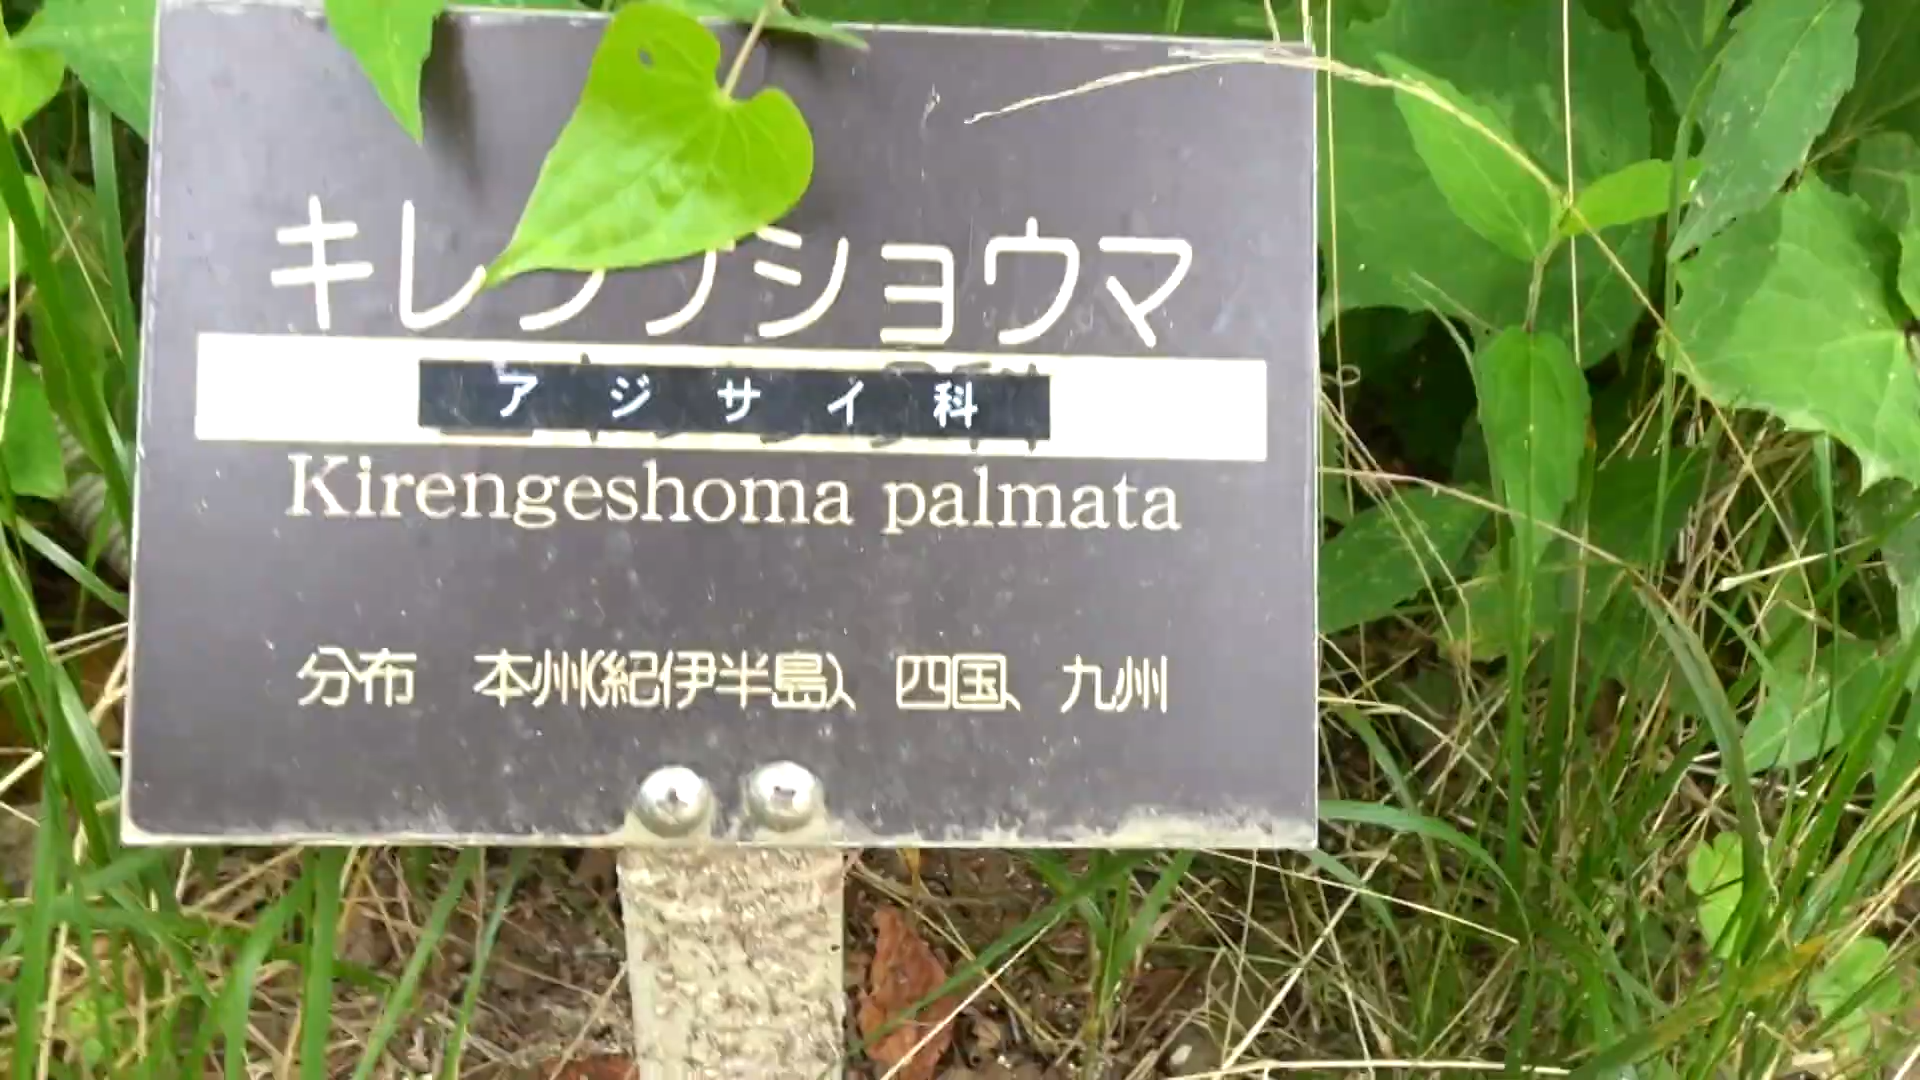 キレンゲショウマ
アジサイ科
Kirengeshoma palmata
分布 本州(紀伊半島)、四国、九州